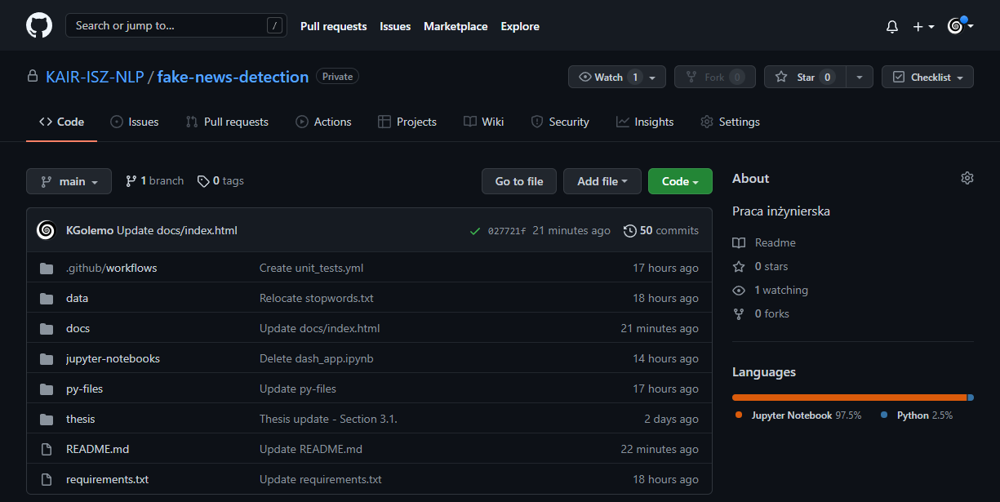 Search or jump to... / Pull requests Issues Marketplace Explore
KAIR-ISZ-NLP / fake-news-detection Private Watch 1 Fork 0 Star 0 Checklist
Code Issues Pull requests Actions Projects Wiki Security Insights Settings
main 1 branch 0 tags Go to file Add file Code
KGolemo Update docs/index.html 027721f 21 minutes ago 50 commits
.github/workflows Create unit_tests.yml 17 hours ago
data Relocate stopwords.txt 18 hours ago
docs Update docs/index.html 21 minutes ago
jupyter-notebooks Delete dash_app.ipynb 14 hours ago
py-files Update py-files 17 hours ago
thesis Thesis update - Section 3.1. 2 days ago
README.md Update README.md 22 minutes ago
requirements.txt Update requirements.txt 18 hours ago
About
Praca inżynierska
Readme
0 stars
1 watching
0 forks
Languages
Jupyter Notebook 97.5% Python 2.5%